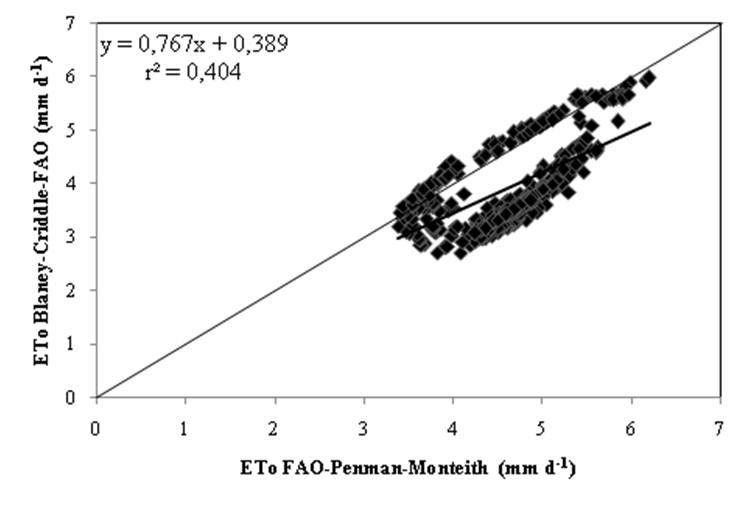 y = 0,767x + 0,389
r² = 0,404
7
6
5
4
3
2
1
0
ETo Blaney-Criddle-FAO (mm d⁻¹)
0 1 2 3 4 5 6 7
ETo FAO-Penman-Monteith (mm d⁻¹)